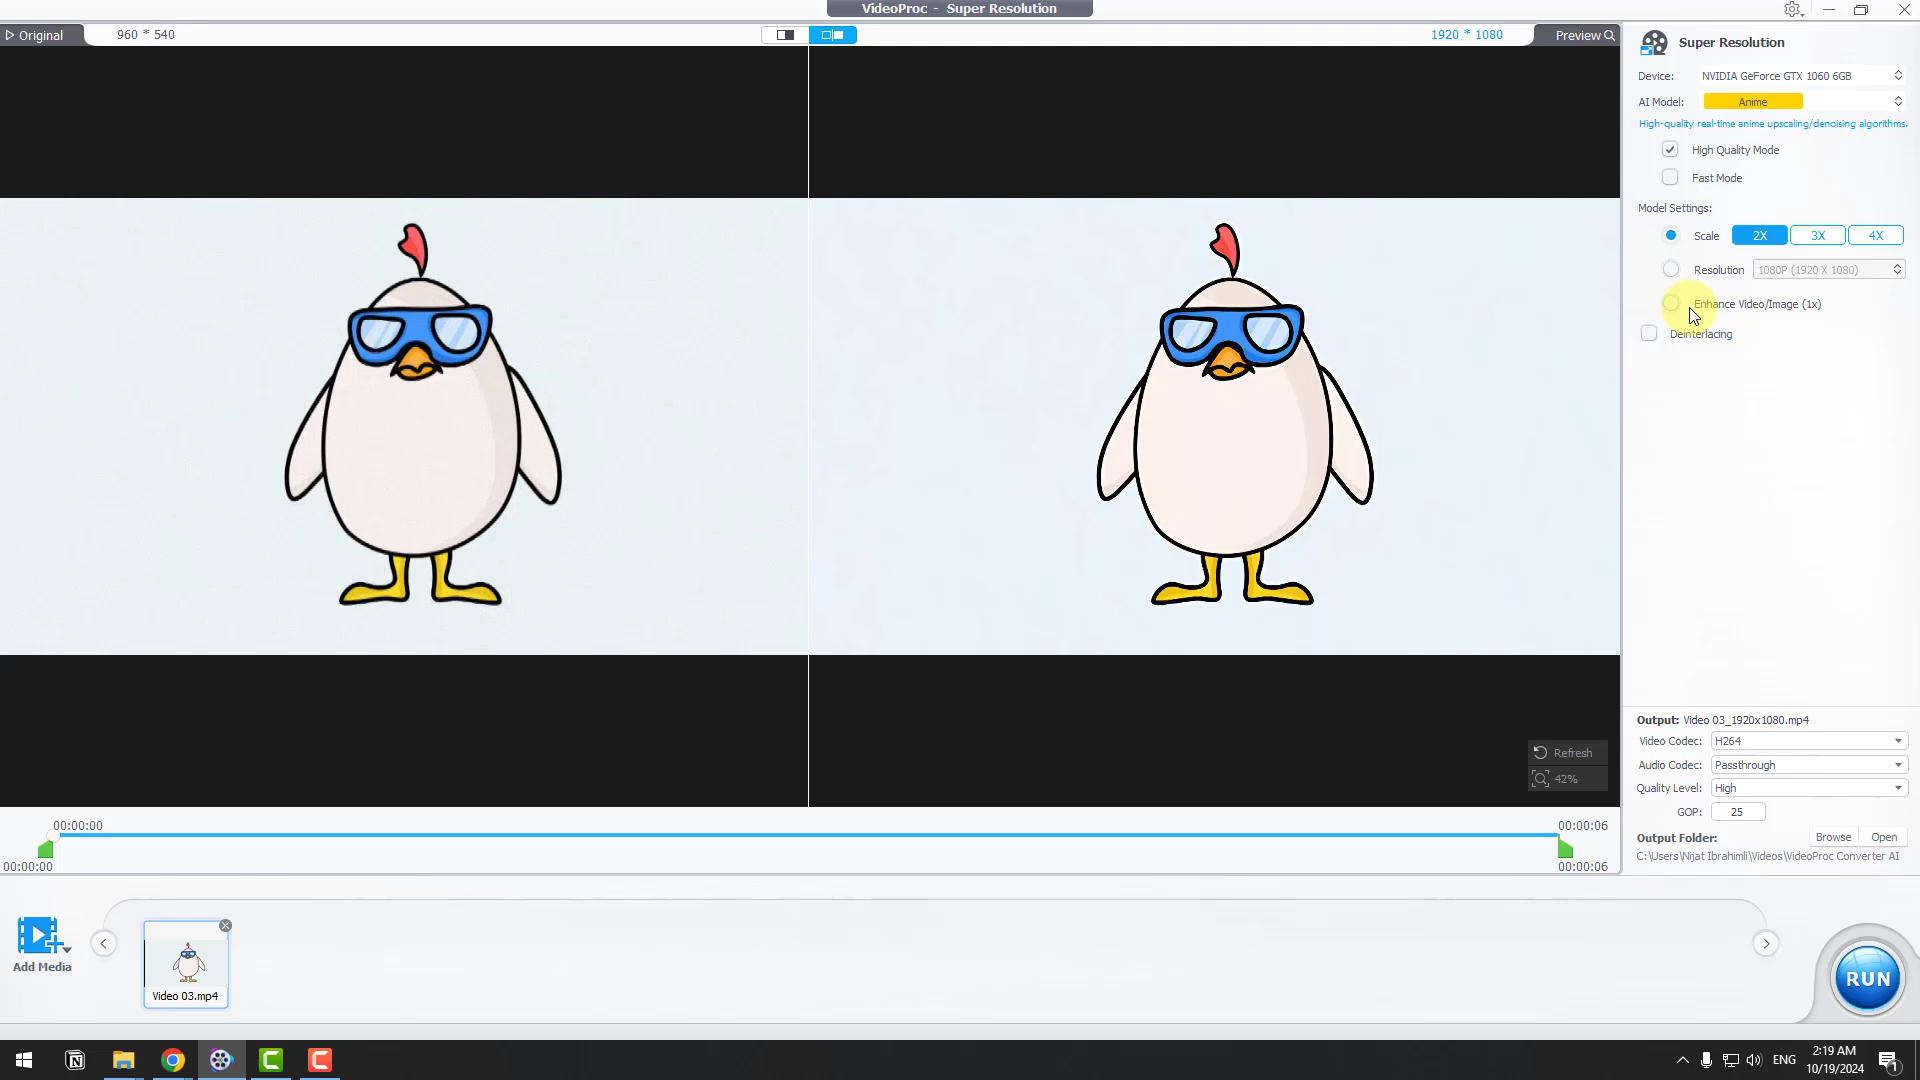 VideoProc - Super Resolution
Original
960 * 540
1920 * 1080
Preview
Super Resolution
Device: NVIDIA GeForce GTX 1060 6GB
AI Model: Anime
High-quality real-time anime upscaling/denoising algorithms.
High Quality Mode
Fast Mode
Model Settings:
Scale 2X 3X 4X
Resolution 1080P (1920 X 1080)
Enhance Video/Image (1x)
Deinterlacing
Refresh
42%
Output: Video 03_1920x1080.mp4
Video Codec: H264
Audio Codec: Passthrough
Quality Level: High
GOP: 25
Output Folder: Browse Open
C:\Users\Nijat Ibrahimli\Videos\VideoProc Converter AI
00:00:00
00:00:06
00:00:00
00:00:06
Add Media
Video 03.mp4
RUN
ENG
2:19 AM
10/19/2024
1